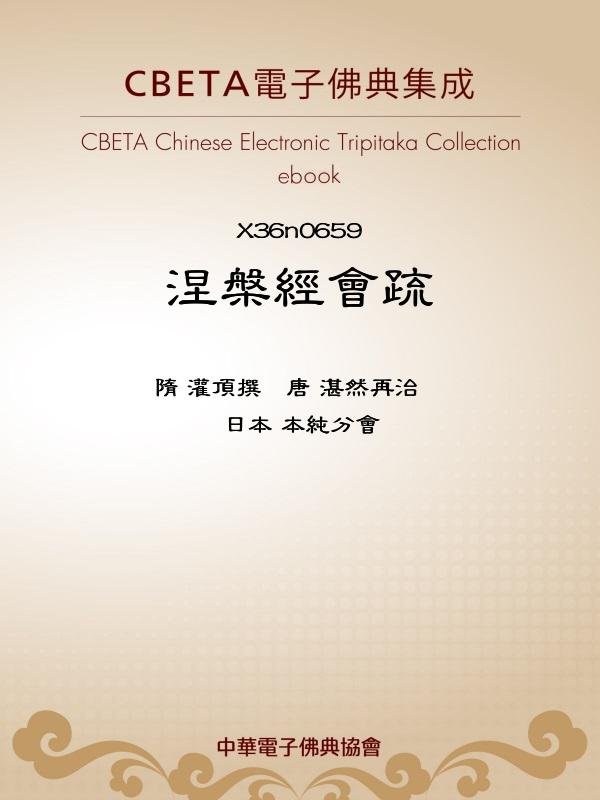 CBETA電子佛典集成
CBETA Chinese Electronic Tripitaka Collection
ebook
X36n0659
涅槃經會疏
隋 灌頂撰　唐 湛然再治
日本 本純分會
中華電子佛典協會